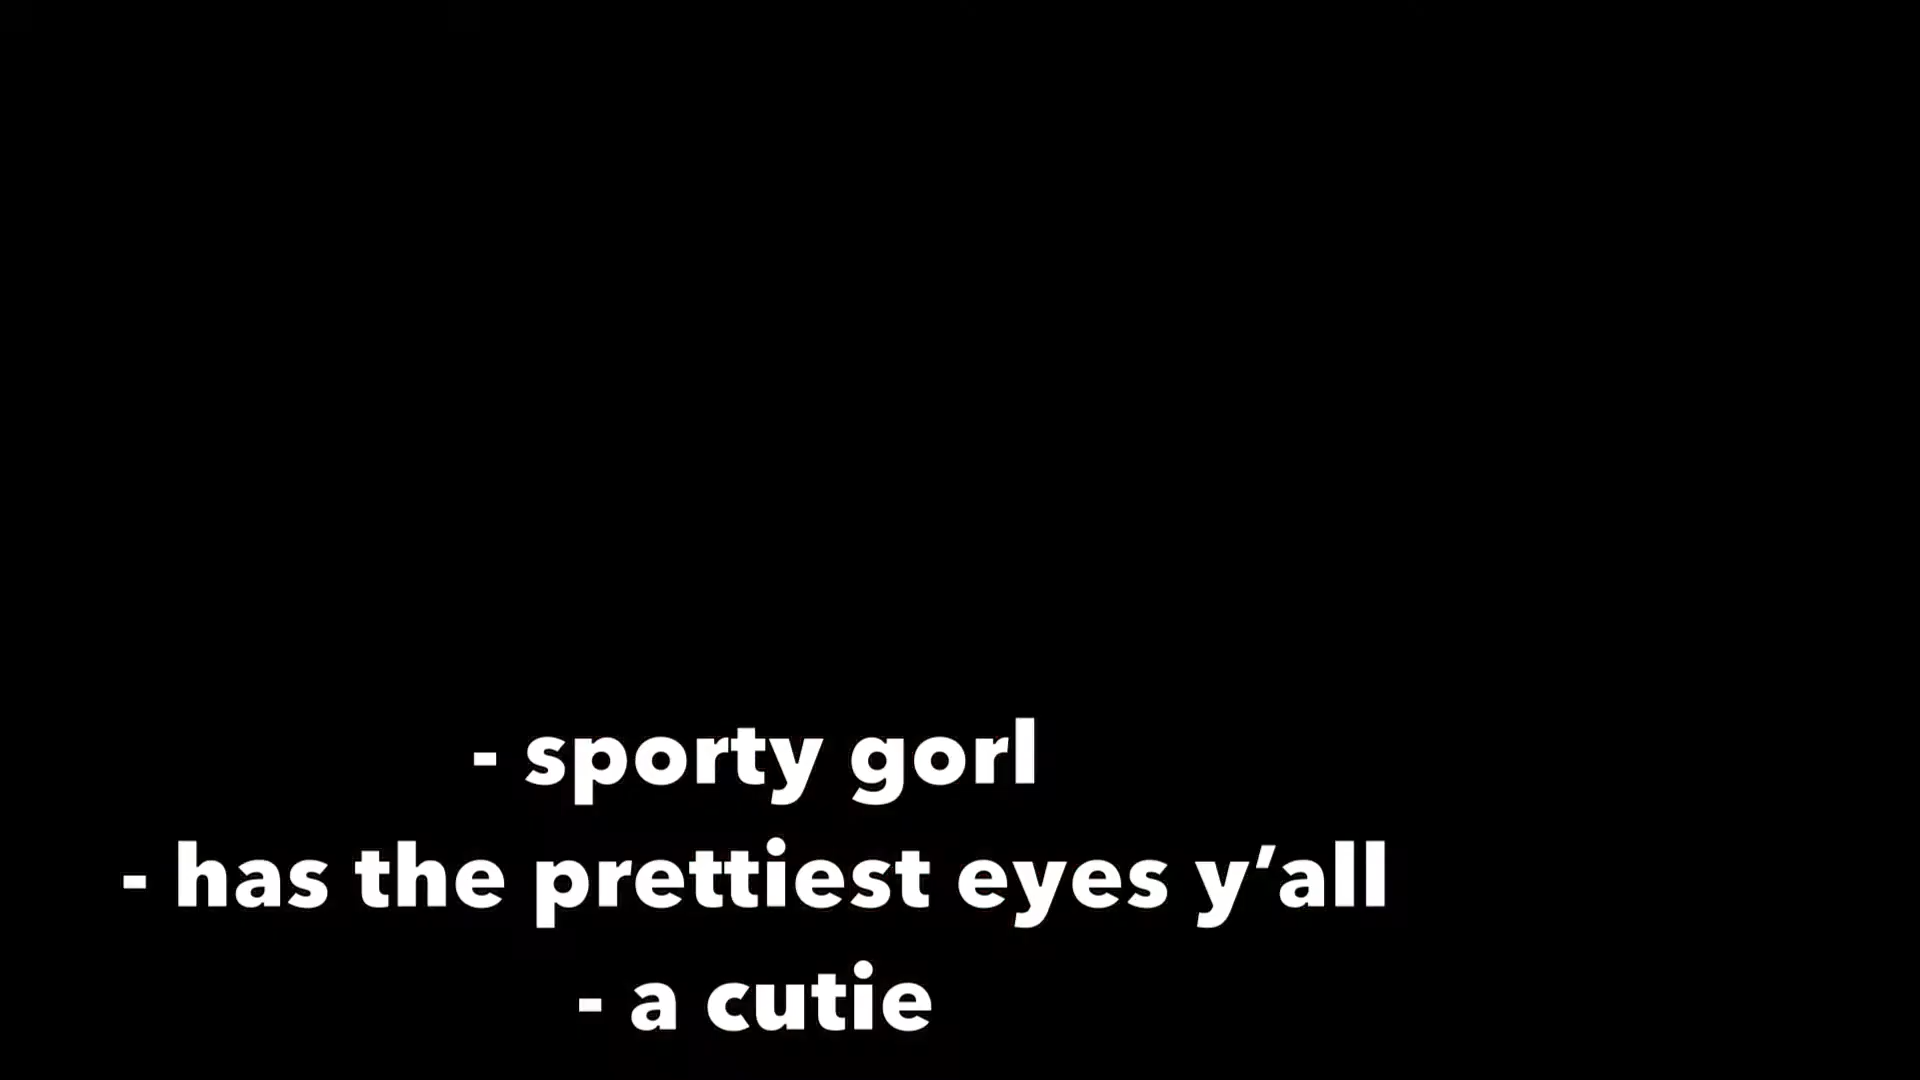 - sporty gorl
- has the prettiest eyes y’all
- a cutie